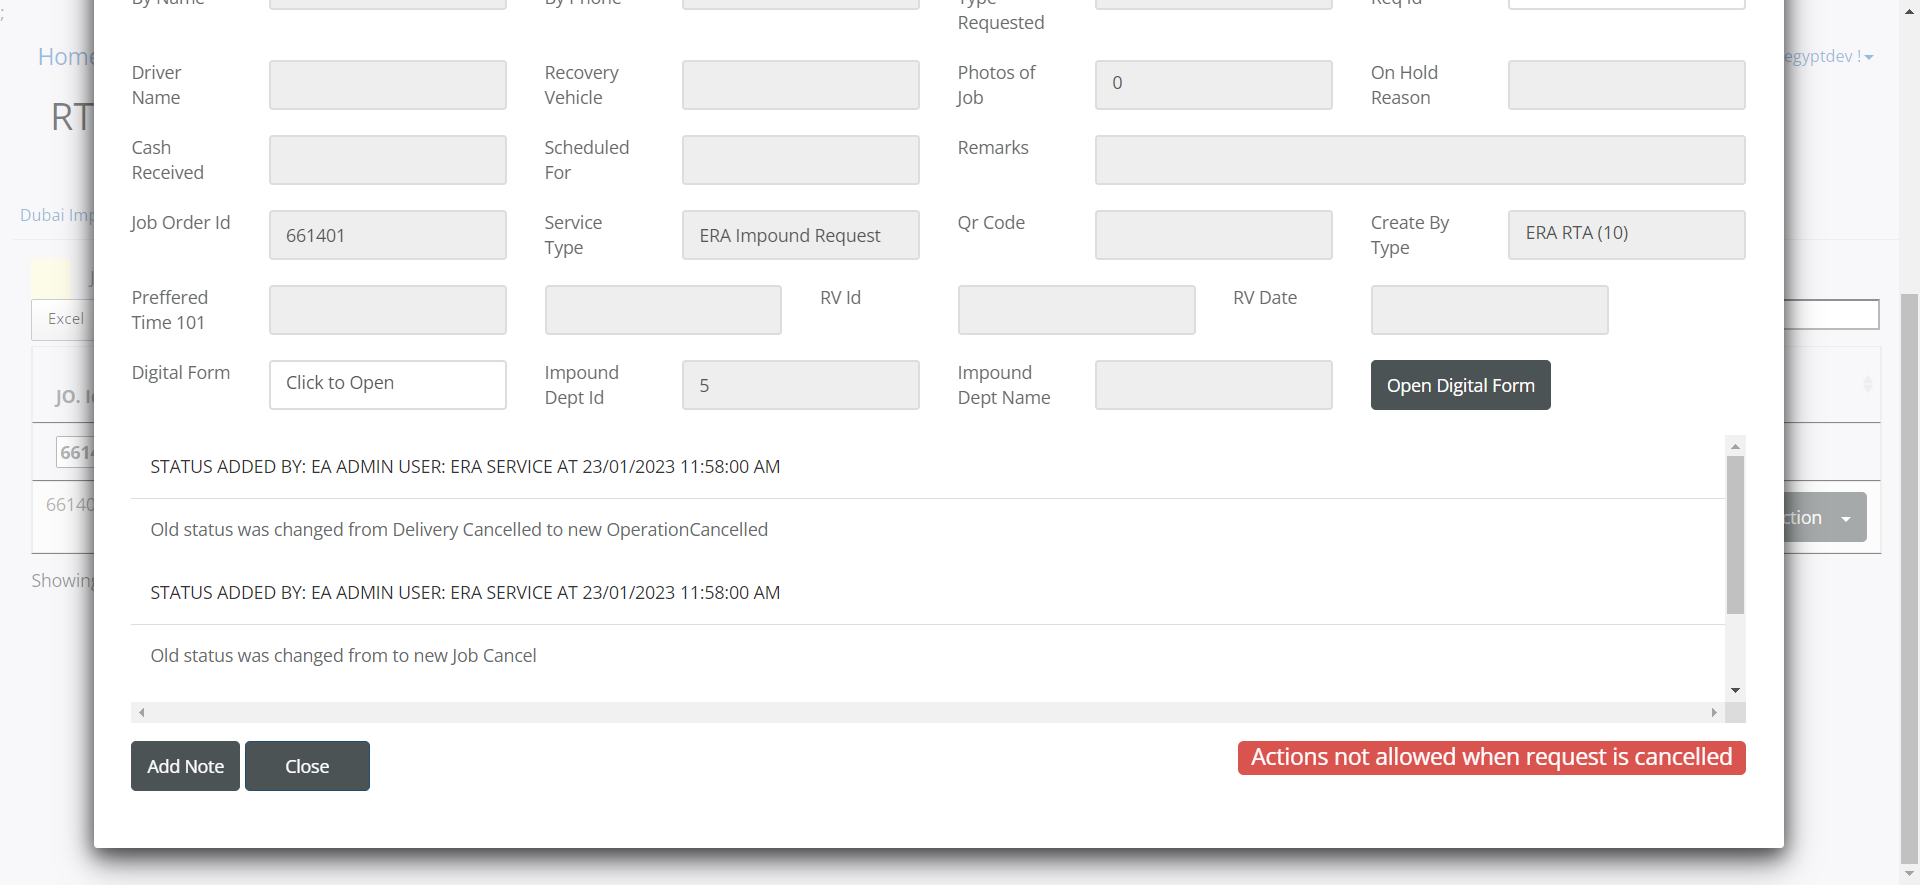 ;
By Name By Phone Type Requested Req Id
Home
egyptdev !
RT
Driver Name
Recovery Vehicle
Photos of Job 0
On Hold Reason
Cash Received
Scheduled For
Remarks
Dubai Imp
Job Order Id 661401
Service Type ERA Impound Request
Qr Code
Create By Type ERA RTA (10)
J
Excel
Preffered Time 101
RV Id
RV Date
Digital Form Click to Open
Impound Dept Id 5
Impound Dept Name
Open Digital Form
JO. I
661
STATUS ADDED BY: EA ADMIN USER: ERA SERVICE AT 23/01/2023 11:58:00 AM
66140
ction
Old status was changed from Delivery Cancelled to new OperationCancelled
Showing
STATUS ADDED BY: EA ADMIN USER: ERA SERVICE AT 23/01/2023 11:58:00 AM
Old status was changed from to new Job Cancel
Add Note
Close
Actions not allowed when request is cancelled